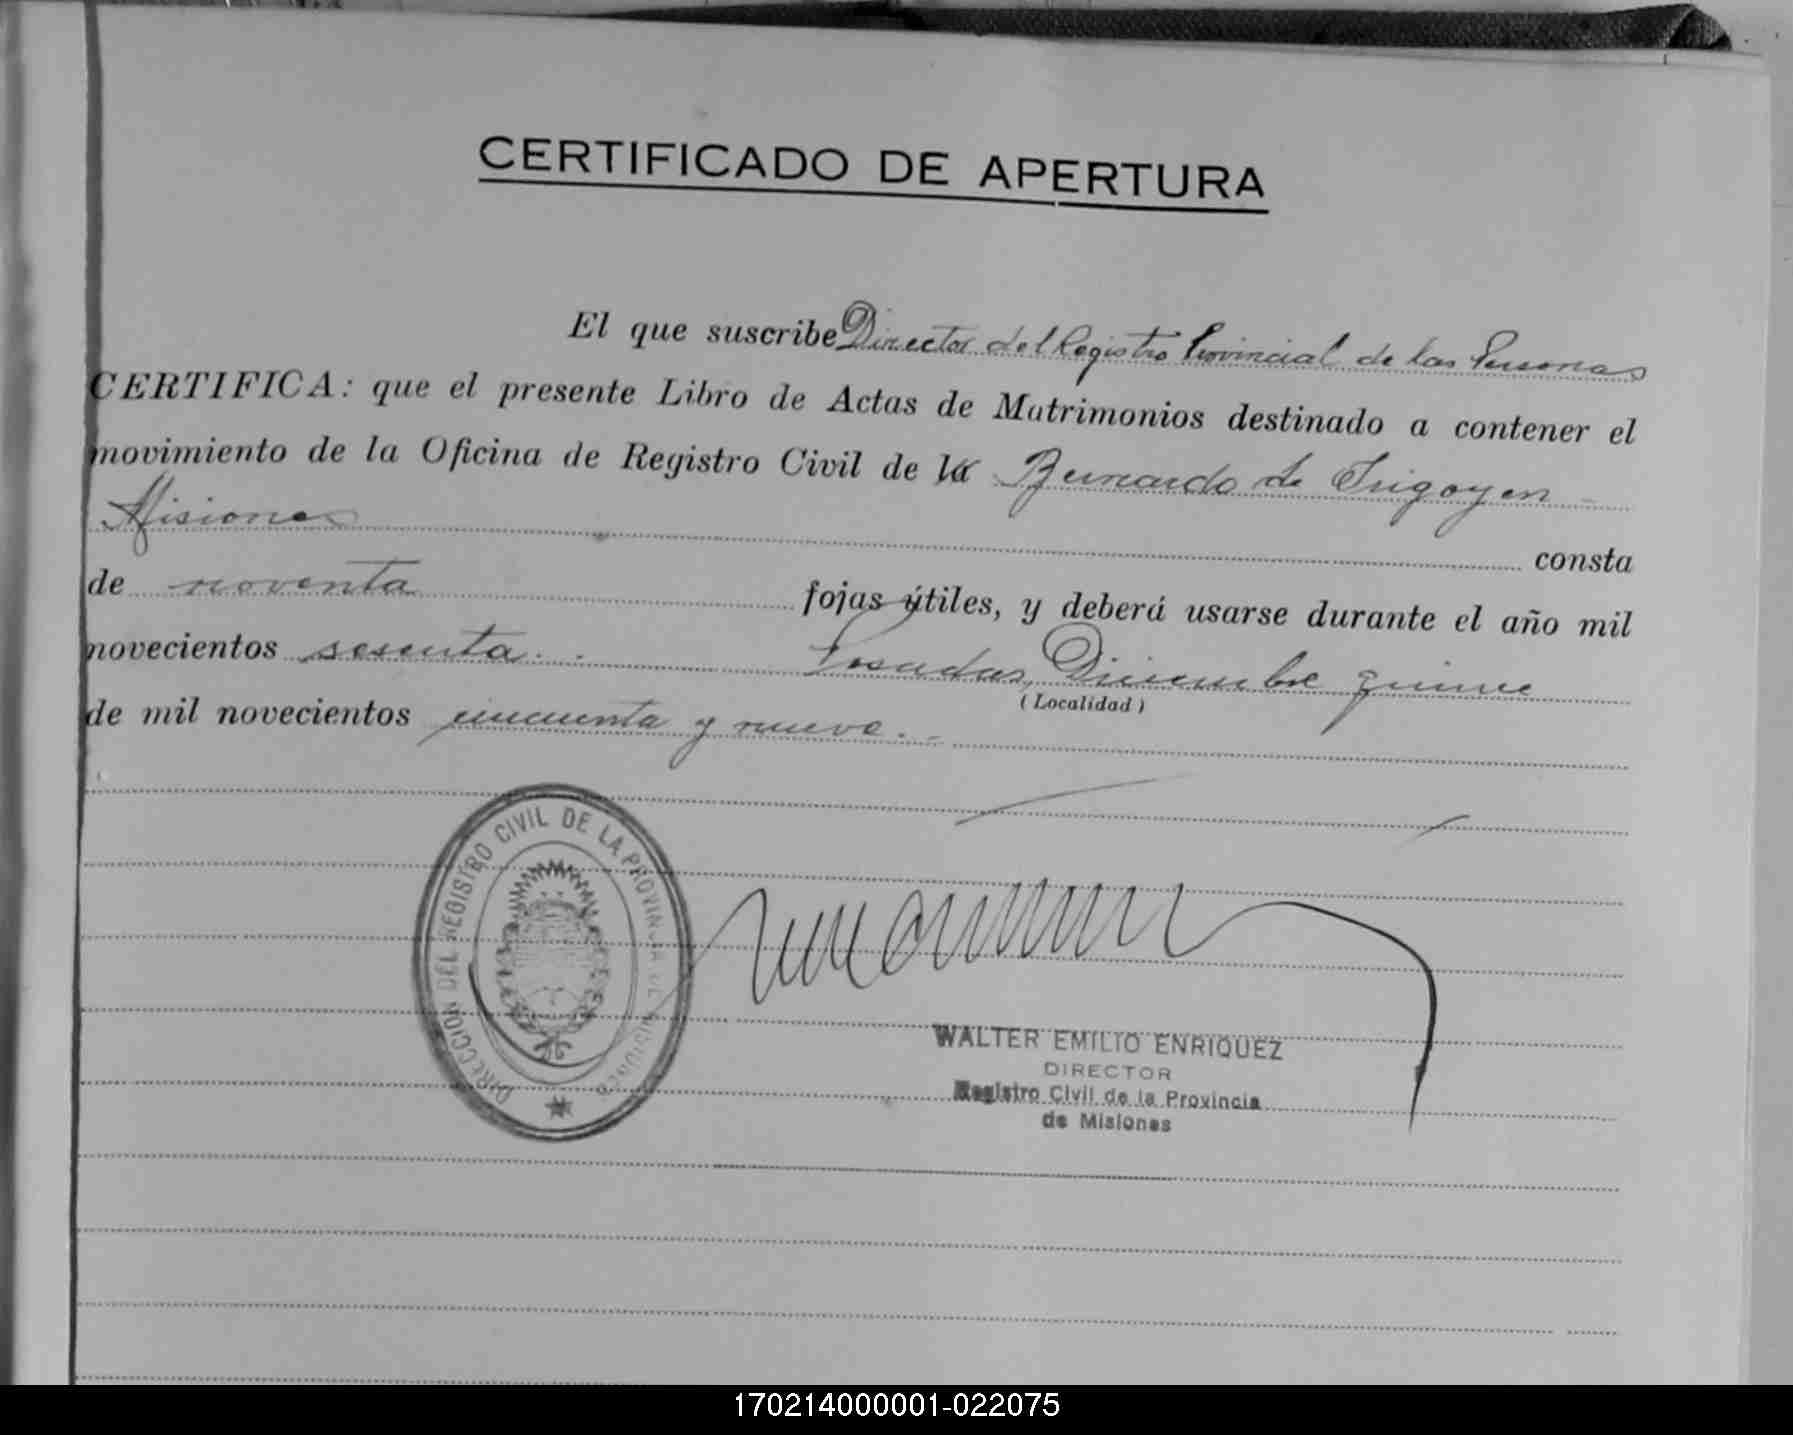 CERTIFICADO DE APERTURA
El que suscribe Director del Registro Provincial de las Personas
CERTIFICA: que el presente Libro de Actas de Matrimonios destinado a contener el
movimiento de la Oficina de Registro Civil de la Bernardo de Irigoyen -
Misiones consta
de noventa fojas útiles, y deberá usarse durante el año mil
novecientos sesenta. - Posadas, Diciembre quince
(Localidad)
de mil novecientos cincuenta y nueve. -
DIRECCION DEL REGISTRO CIVIL DE LA PROVINCIA DE MISIONES
WALTER EMILIO ENRIQUEZ
DIRECTOR
Registro Civil de la Provincia
de Misiones
170214000001-022075